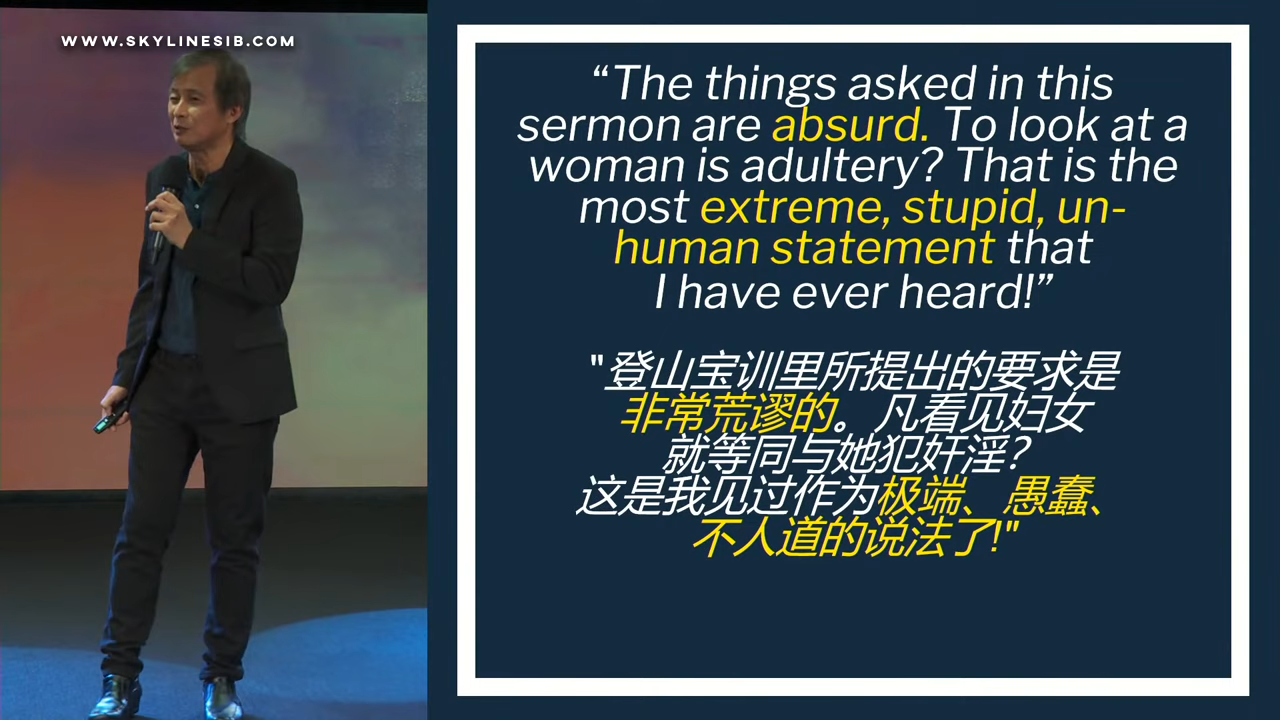 WWW.SKYLINESIB.COM
“The things asked in this
sermon are absurd. To look at a
woman is adultery? That is the
most extreme, stupid, un-
human statement that
I have ever heard!”
"登山宝训里所提出的要求是
非常荒谬的。凡看见妇女
就等同与她犯奸淫?
这是我见过作为极端、愚蠢、
不人道的说法了!"